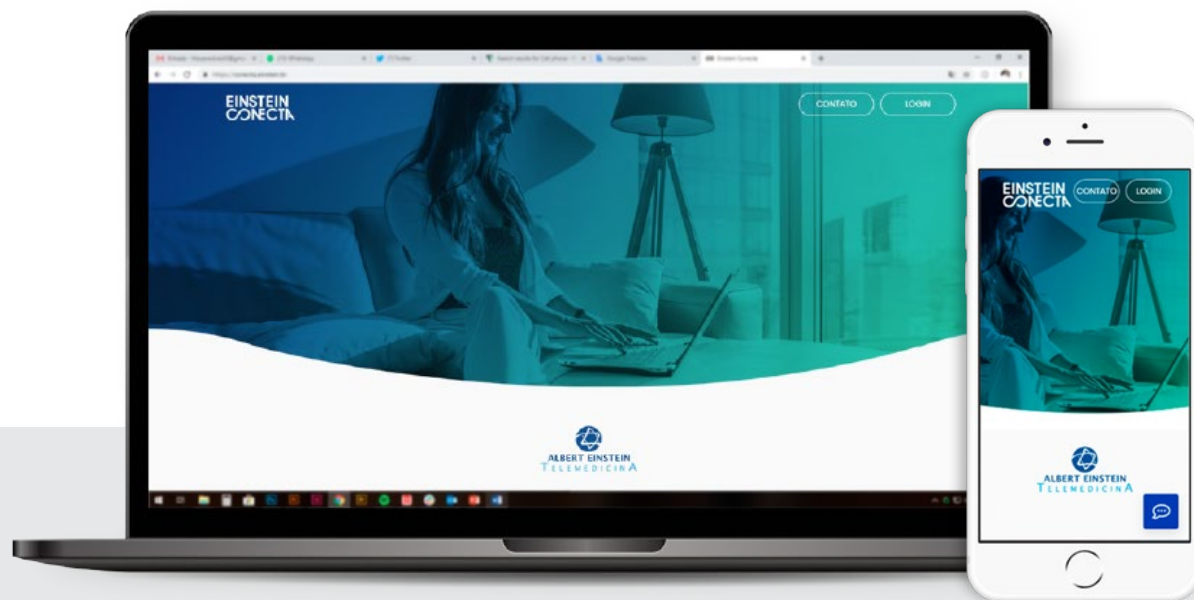 EINSTEIN
CONECTA
CONTATO
LOGIN
ALBERT EINSTEIN
TELEMEDICINA
EINSTEIN
CONECTA
CONTATO
LOGIN
ALBERT EINSTEIN
TELEMEDICINA